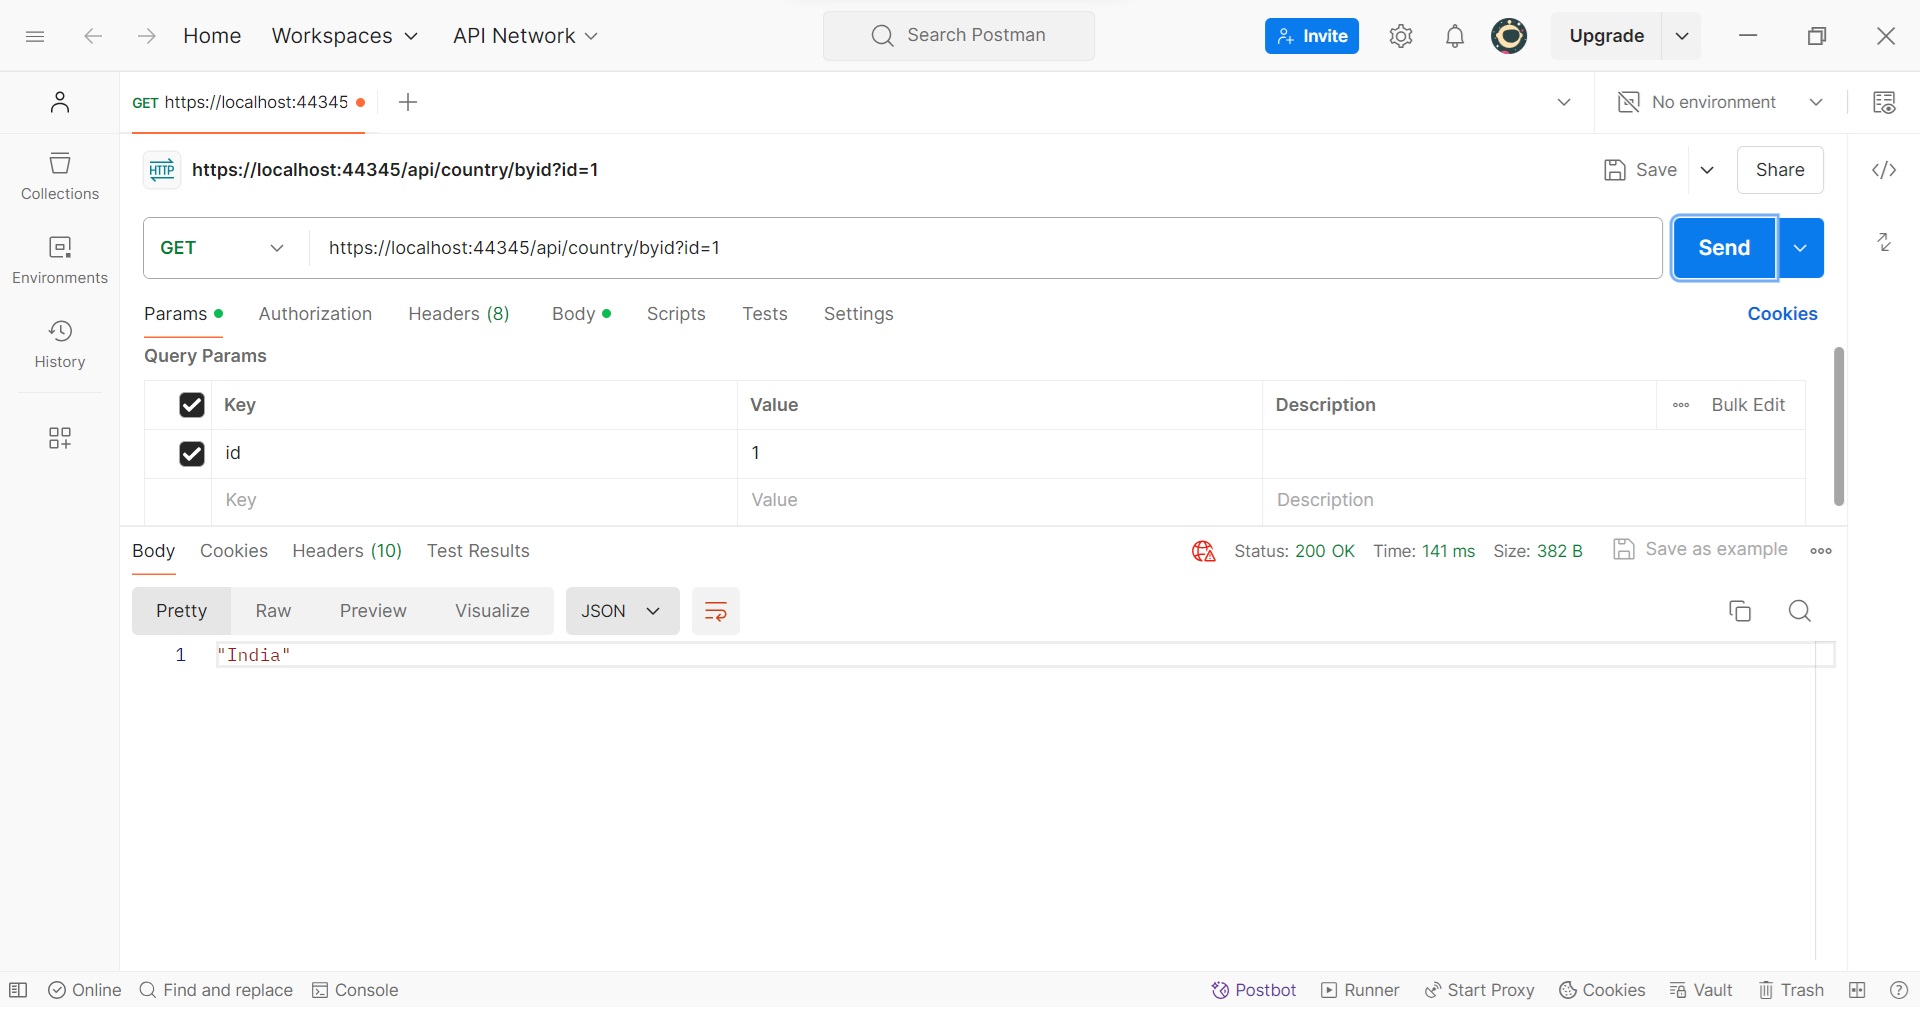 Home Workspaces API Network Search Postman Invite Upgrade
GET https://localhost:44345 No environment
HTTP https://localhost:44345/api/country/byid?id=1 Save Share
Collections
GET https://localhost:44345/api/country/byid?id=1 Send
Environments
Params Authorization Headers (8) Body Scripts Tests Settings Cookies
History
Query Params
Key Value Description Bulk Edit
id 1
Key Value Description
Body Cookies Headers (10) Test Results Status: 200 OK Time: 141 ms Size: 382 B Save as example
Pretty Raw Preview Visualize JSON
1 "India"
Online Find and replace Console Postbot Runner Start Proxy Cookies Vault Trash